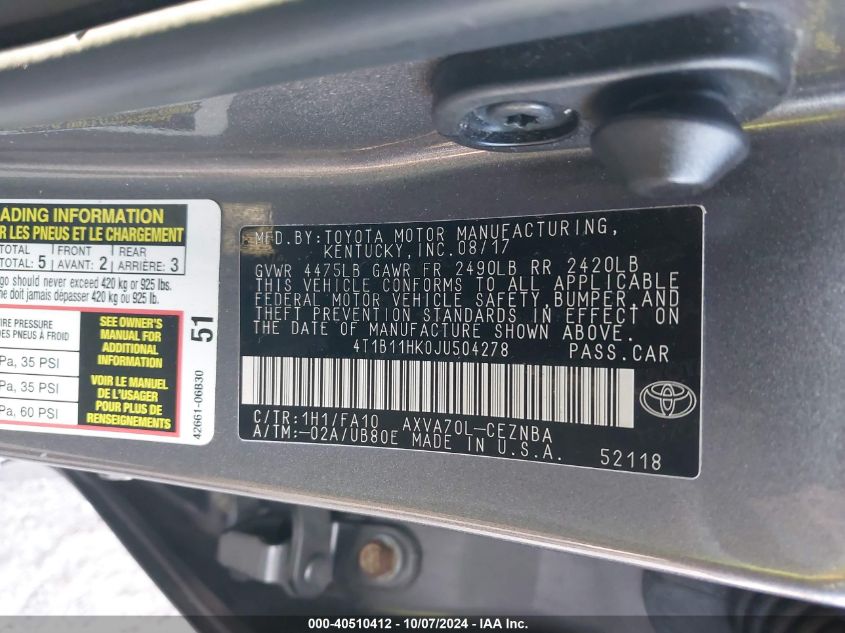 ADING INFORMATION
R LES PNEUS ET LE CHARGEMENT
TOTAL FRONT REAR
TOTAL: 5 AVANT: 2 ARRIÈRE: 3
go should never exceed 420 kg or 925 lbs.
ne doit jamais dépasser 420 kg ou 925 lb.
IRE PRESSURE
DES PNEUS À FROID
Pa, 35 PSI
Pa, 35 PSI
Pa, 60 PSI
SEE OWNER'S
MANUAL FOR
ADDITIONAL
INFORMATION
VOIR LE MANUEL
DE L'USAGER
POUR PLUS DE
RENSEIGNEMENTS
51
42661-06B30
MFD.BY: TOYOTA MOTOR MANUFACTURING,
KENTUCKY, INC. 08/17
GVWR 4475LB GAWR FR 2490LB RR 2420LB
THIS VEHICLE CONFORMS TO ALL APPLICABLE
FEDERAL MOTOR VEHICLE SAFETY, BUMPER, AND
THEFT PREVENTION STANDARDS IN EFFECT ON
THE DATE OF MANUFACTURE SHOWN ABOVE.
4T1B11HK0JU504278 PASS.CAR
C/TR: 1H1/FA10 AXVA70L-CEZNBA
A/TM: -02A/UB80E MADE IN U.S.A.
52118
000-40510412 - 10/07/2024 - IAA Inc.